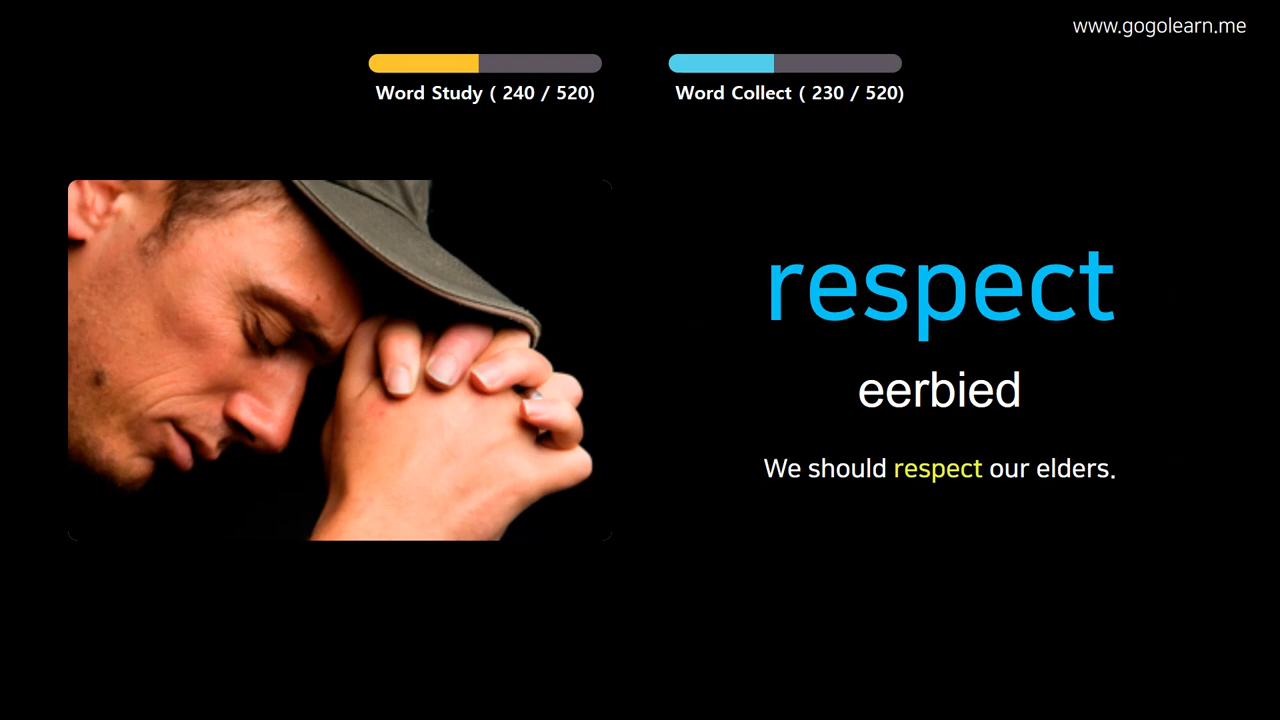 www.gogolearn.me
Word Study ( 240 / 520)
Word Collect ( 230 / 520)
respect
eerbied
We should respect our elders.